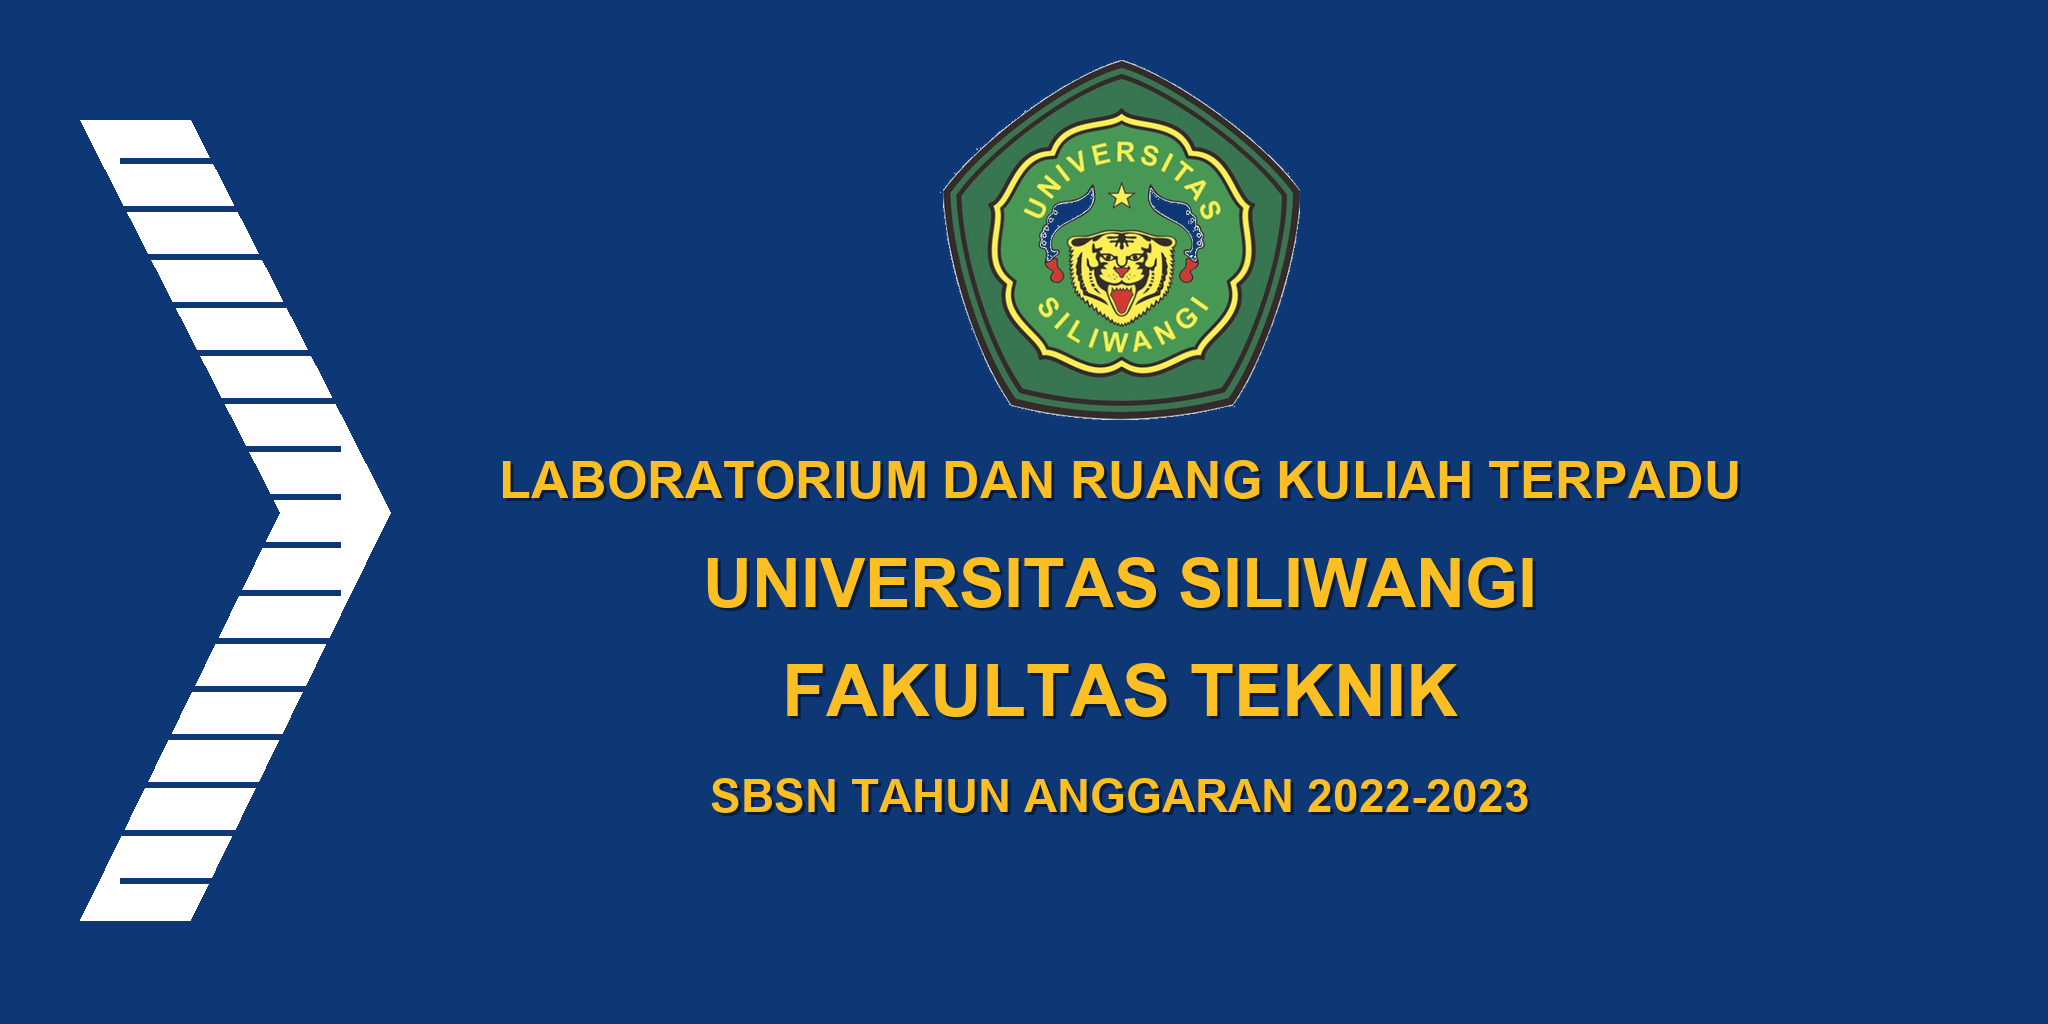 UNIVERSITAS
SILIWANGI
LABORATORIUM DAN RUANG KULIAH TERPADU
UNIVERSITAS SILIWANGI
FAKULTAS TEKNIK
SBSN TAHUN ANGGARAN 2022-2023